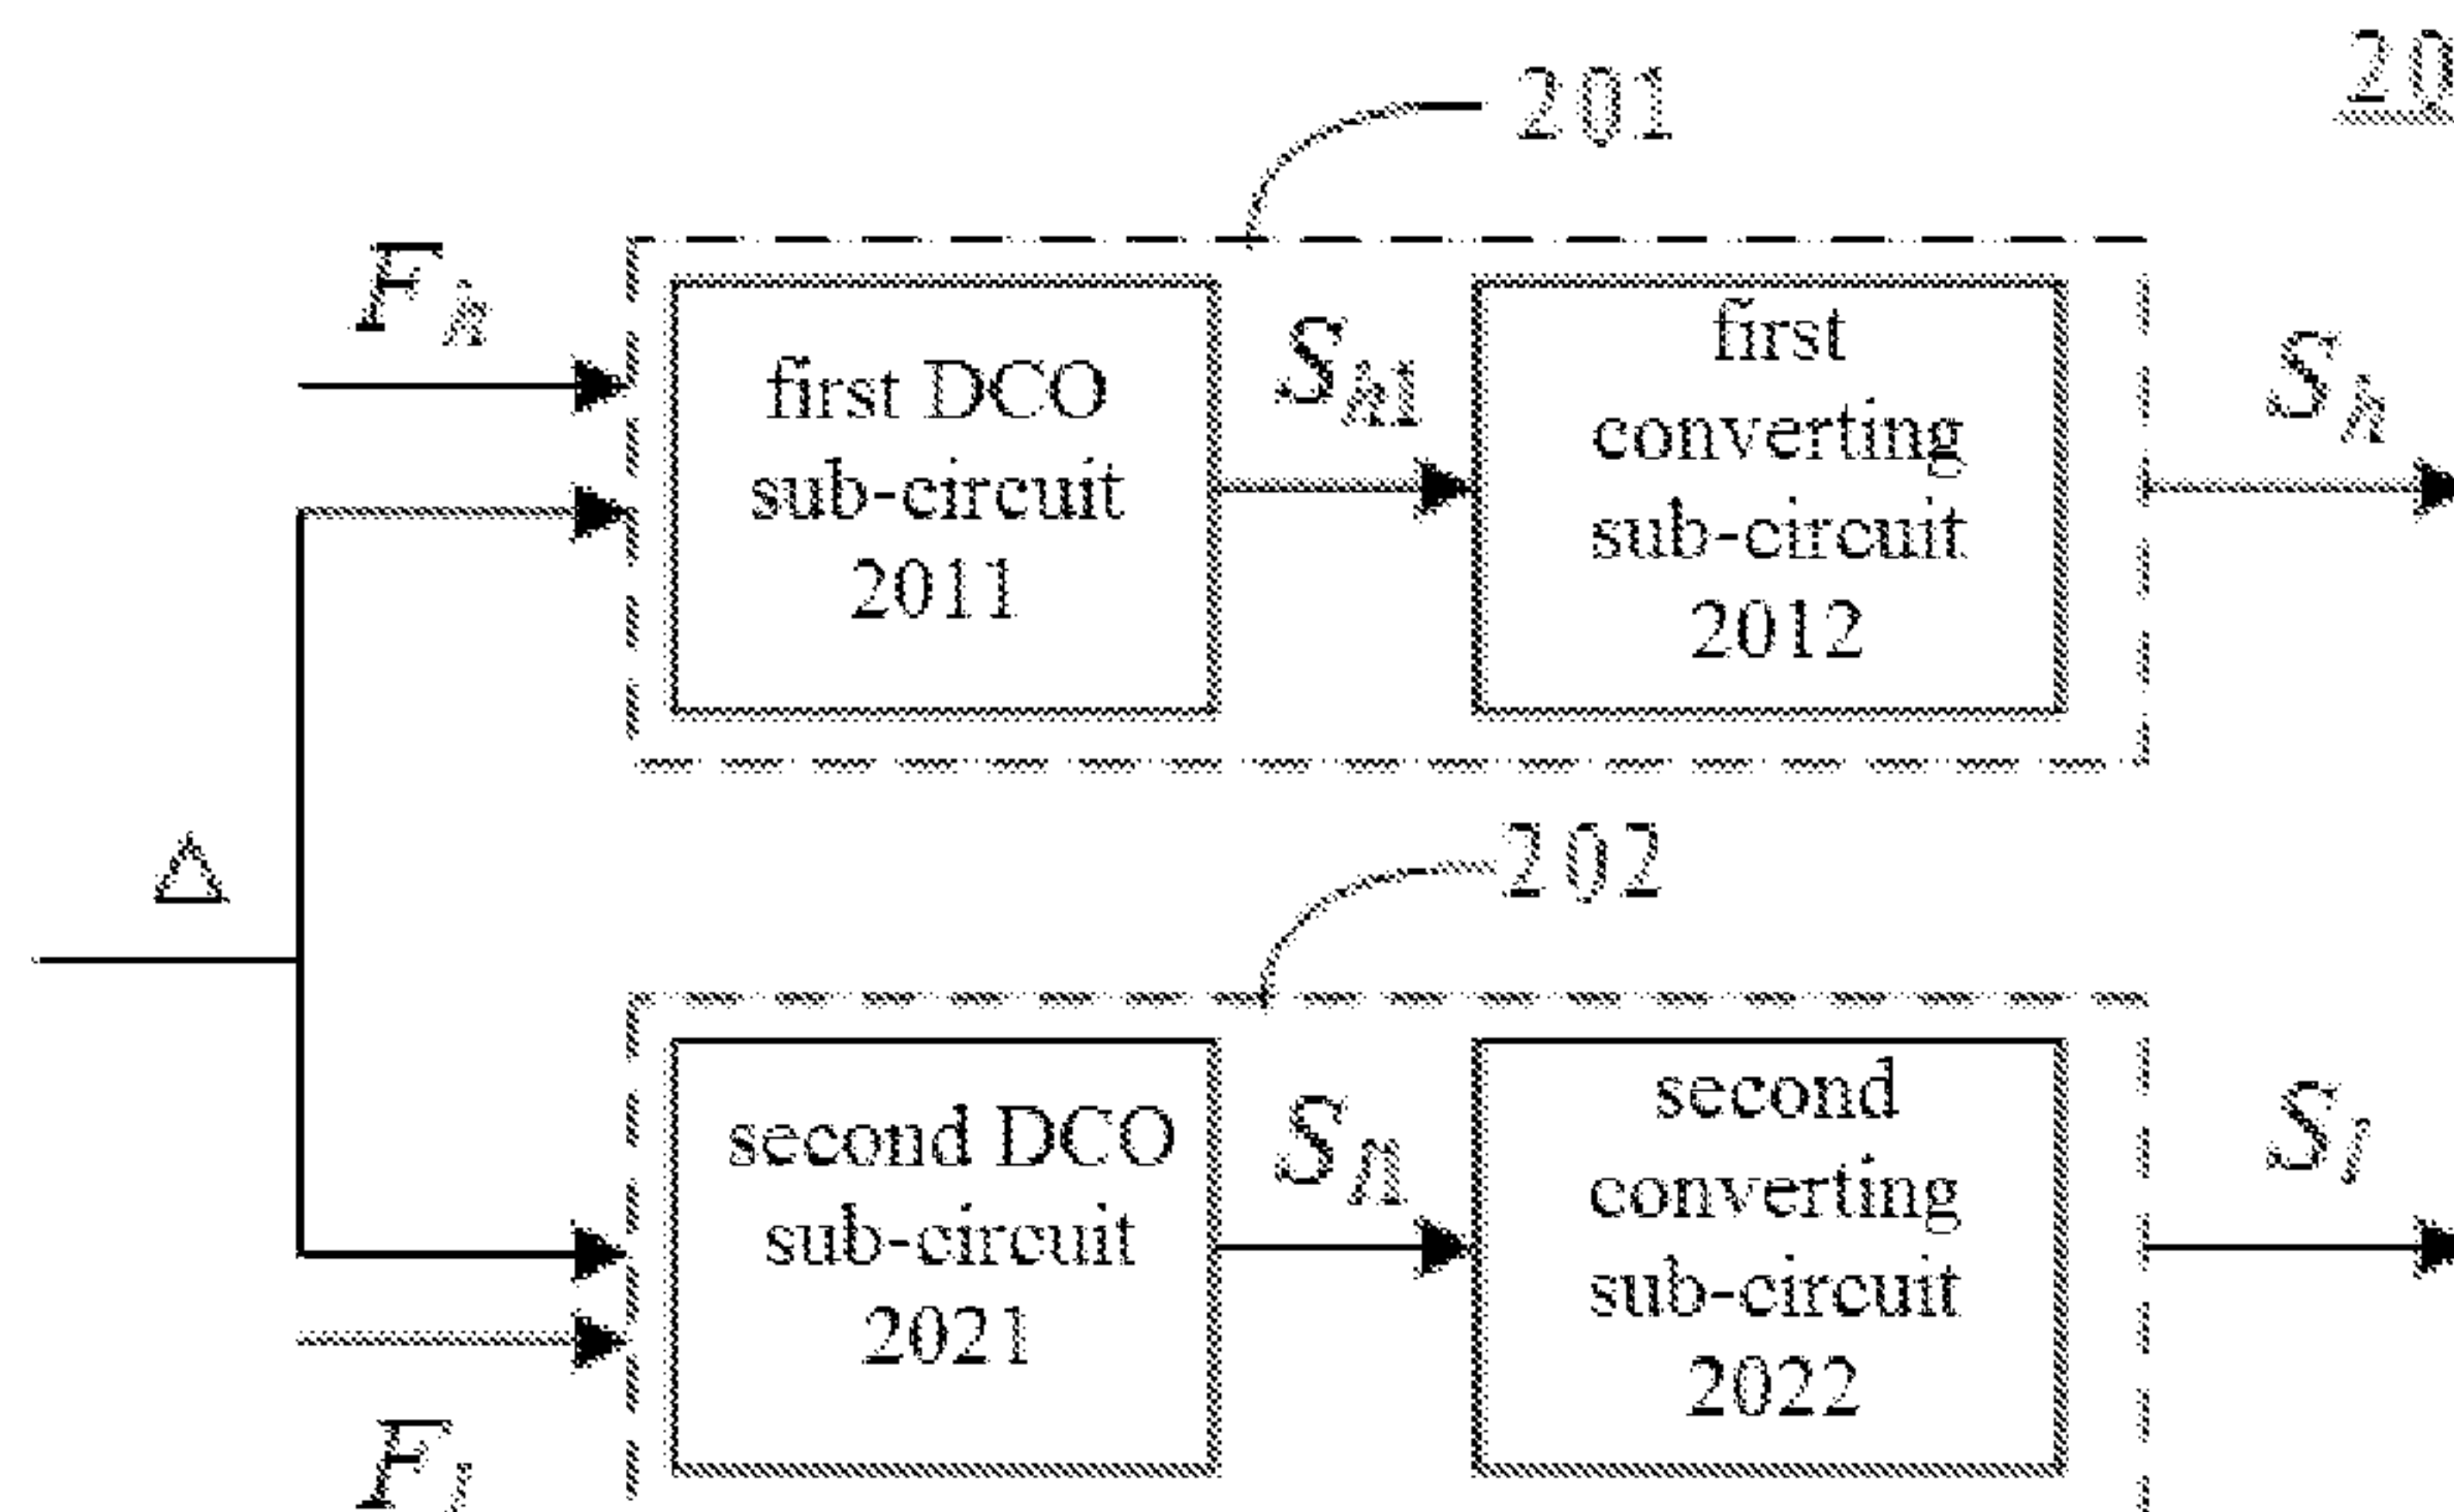 201
20
F_h
first DCO
sub-circuit
2011
S_h1
first
converting
sub-circuit
2012
S_h
Δ
202
second DCO
sub-circuit
2021
S_l1
second
converting
sub-circuit
2022
S_l
F_l